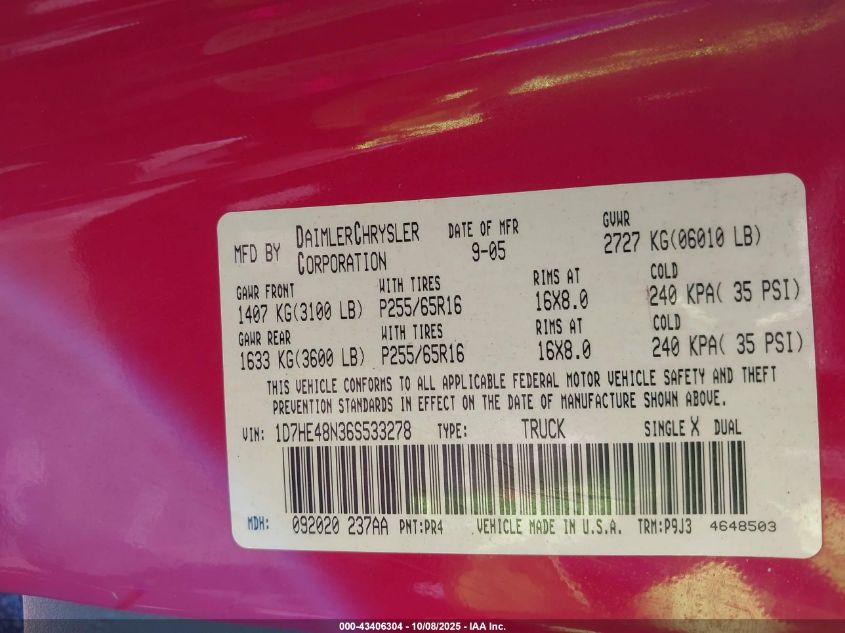 MFD BY DAIMLERCHRYSLER CORPORATION DATE OF MFR 9-05 GVWR 2727 KG(06010 LB)
GAWR FRONT WITH TIRES RIMS AT COLD
1407 KG(3100 LB) P255/65R16 16X8.0 240 KPA( 35 PSI)
GAWR REAR WITH TIRES RIMS AT COLD
1633 KG(3600 LB) P255/65R16 16X8.0 240 KPA( 35 PSI)
THIS VEHICLE CONFORMS TO ALL APPLICABLE FEDERAL MOTOR VEHICLE SAFETY AND THEFT
PREVENTION STANDARDS IN EFFECT ON THE DATE OF MANUFACTURE SHOWN ABOVE.
VIN: 1D7HE48N36S533278 TYPE: TRUCK SINGLE X DUAL
MDH: 092020 237AA PNT:PR4 VEHICLE MADE IN U.S.A. TRM:P9J3 4648503
000-43406304 - 10/08/2025 - IAA Inc.